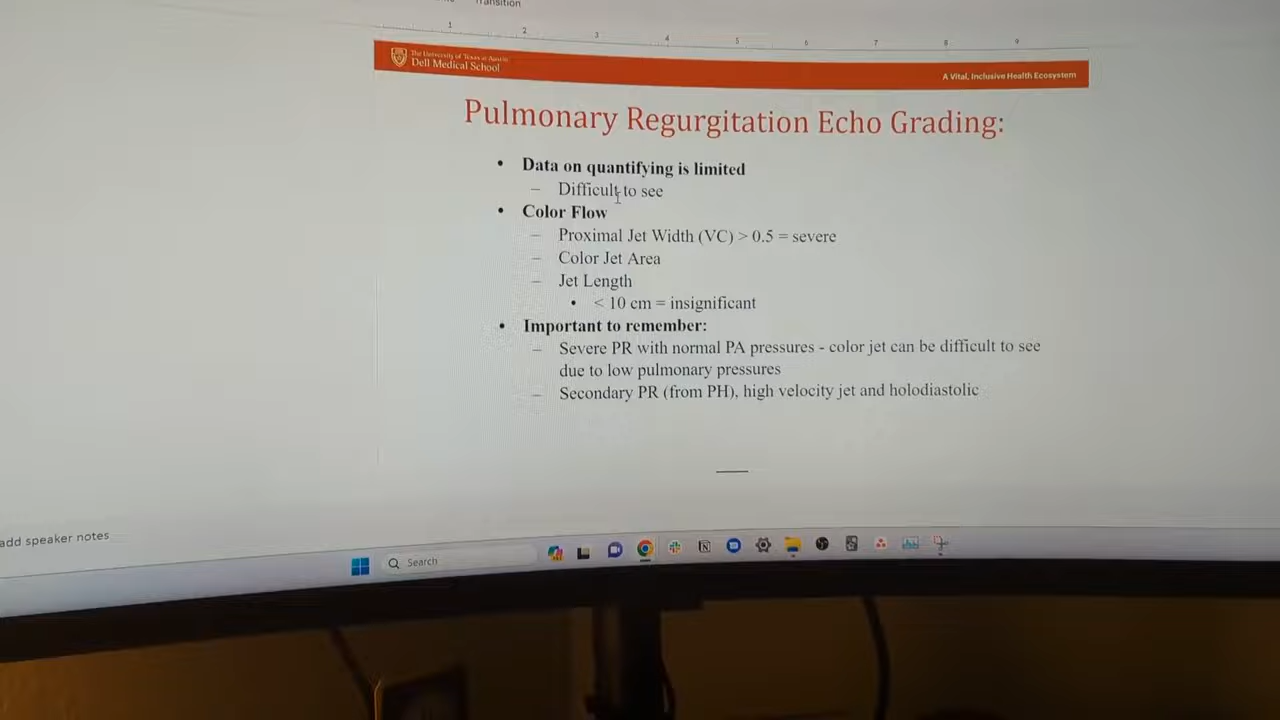 Transition
1 2 3 4 5 6 7 8 9
The University of Texas at Austin
Dell Medical School
A Vital, Inclusive Health Ecosystem
Pulmonary Regurgitation Echo Grading:
• Data on quantifying is limited
– Difficult to see
• Color Flow
– Proximal Jet Width (VC) > 0.5 = severe
– Color Jet Area
– Jet Length
• < 10 cm = insignificant
• Important to remember:
– Severe PR with normal PA pressures - color jet can be difficult to see
due to low pulmonary pressures
– Secondary PR (from PH), high velocity jet and holodiastolic
add speaker notes
Search